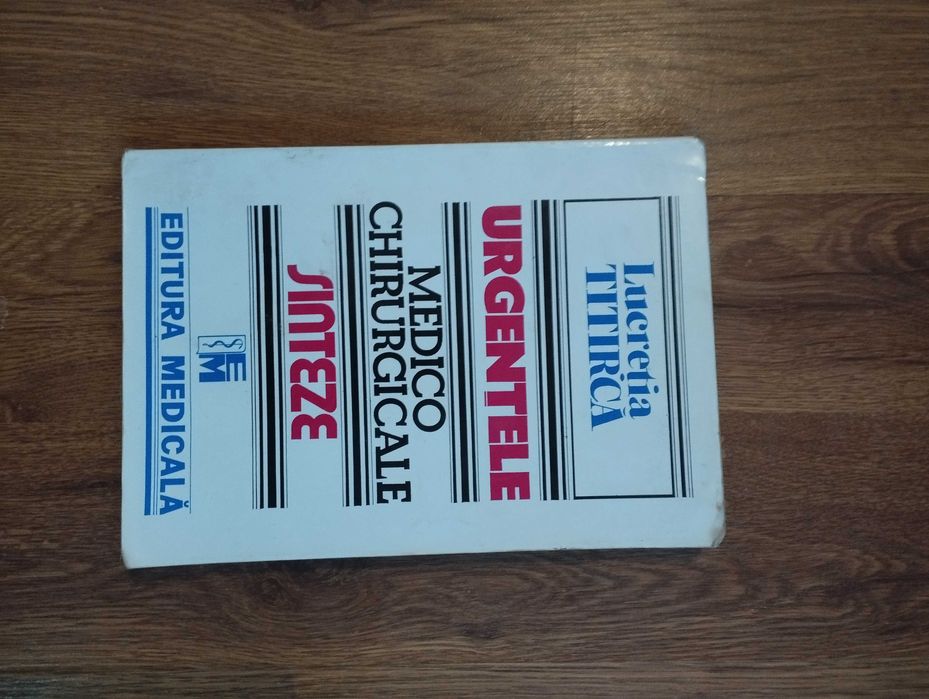 Lucreția
TITIRCĂ
URGENȚELE
MEDICO
CHIRURGICALE
SINTEZE
EM
EDITURA MEDICALĂ